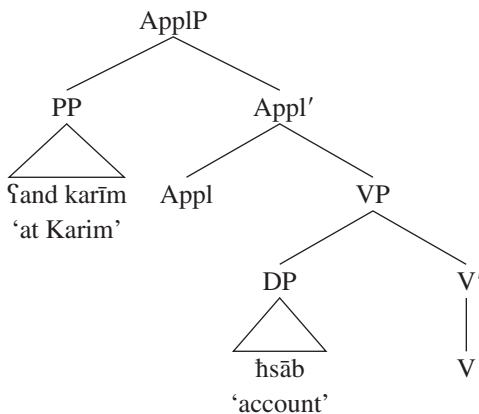 ApplP
PP Appl′
ʕand karīm Appl VP
'at Karim'
DP V'
ħsāb V
'account'